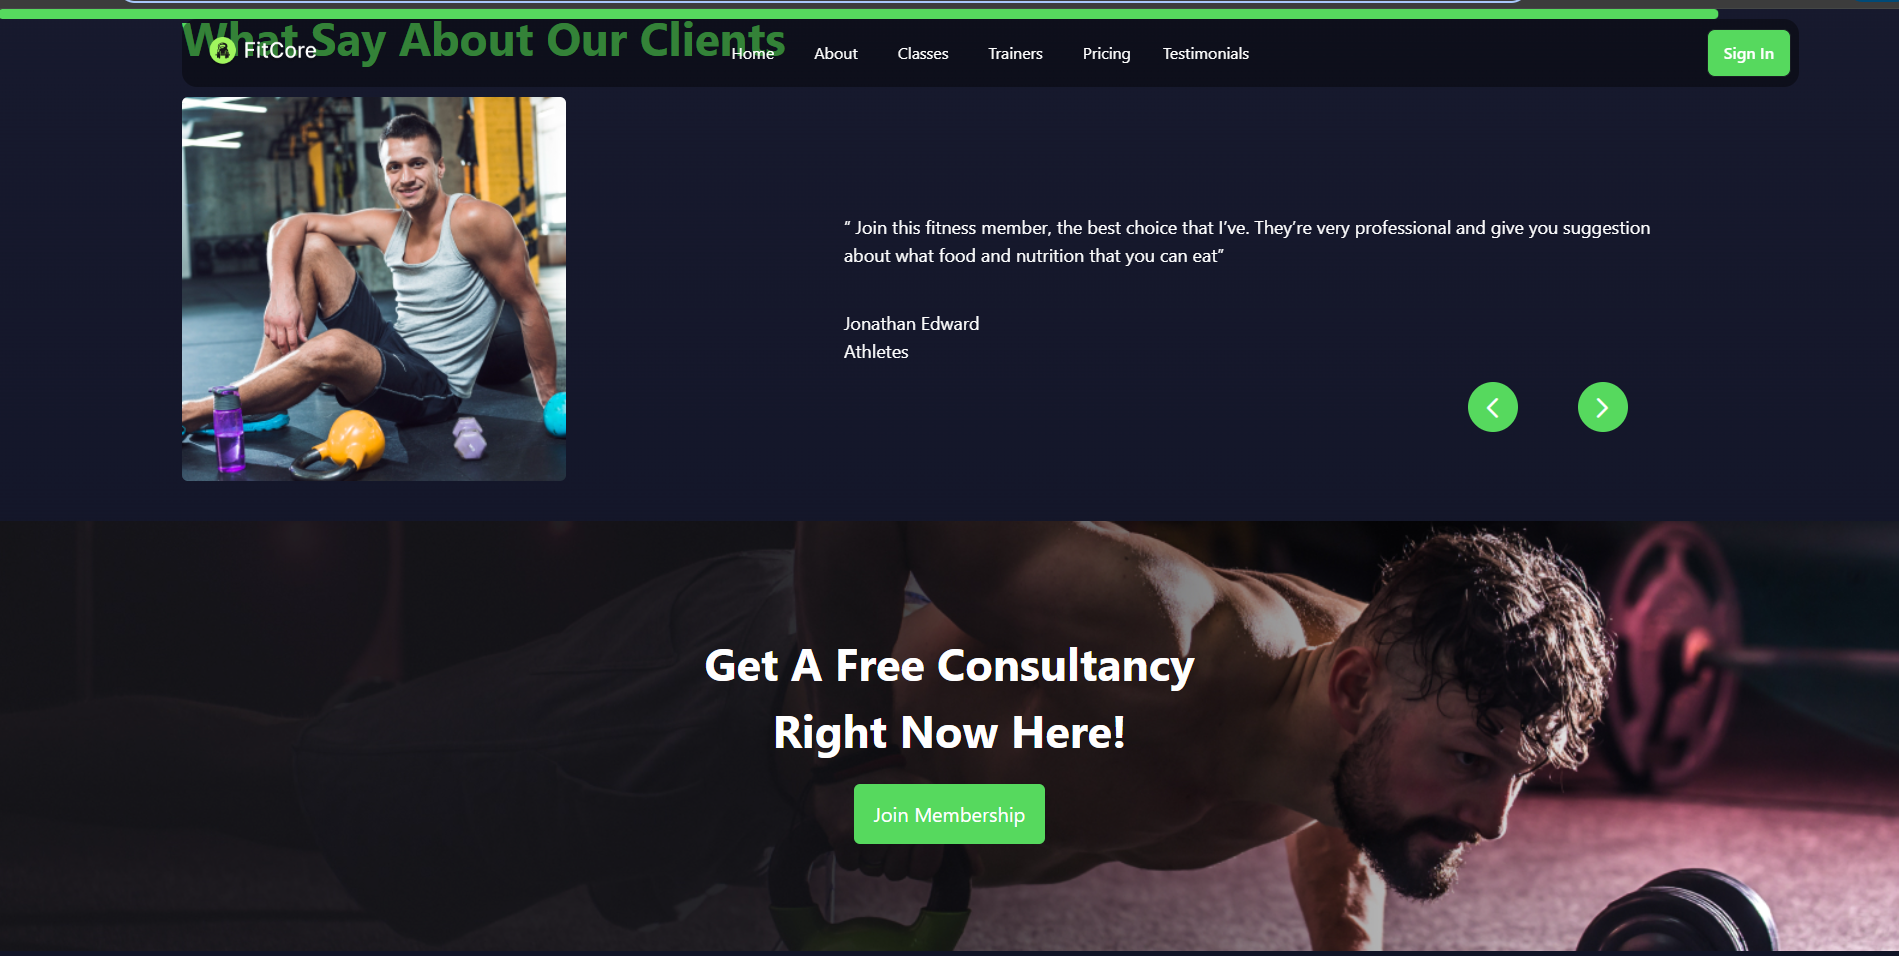 What Say About Our Clients
FitCore
Home About Classes Trainers Pricing Testimonials
Sign In
“ Join this fitness member, the best choice that I’ve. They’re very professional and give you suggestion
about what food and nutrition that you can eat”
Jonathan Edward
Athletes
Get A Free Consultancy
Right Now Here!
Join Membership